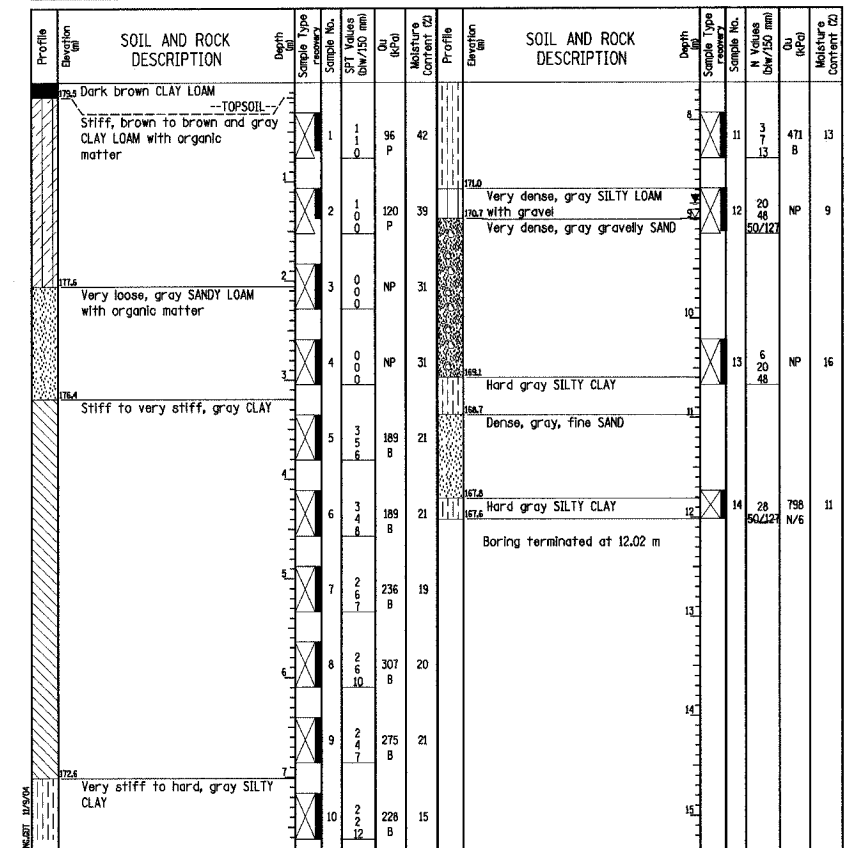 Profile
Elevation (m)
SOIL AND ROCK
DESCRIPTION
Depth (m)
Sample Type
recovery
Sample No.
SPT Values
(blw/150 mm)
Qu
(kPa)
Moisture
Content (%)
179.5 Dark brown CLAY LOAM
--TOPSOIL--
Stiff, brown to brown and gray
CLAY LOAM with organic
matter
1
1
1
0
96
P
42
1
2
1
0
0
120
P
39
2
177.6
Very loose, gray SANDY LOAM
with organic matter
3
0
0
0
NP
31
4
0
0
0
NP
31
3
176.4
Stiff to very stiff, gray CLAY
5
3
5
6
189
B
21
4
6
3
4
8
189
B
21
5
7
2
6
7
236
B
19
6
8
2
6
10
307
B
20
9
2
4
7
275
B
21
7
172.6
Very stiff to hard, gray SILTY
CLAY
10
2
2
12
228
B
15
11/9/04
Profile
Elevation (m)
SOIL AND ROCK
DESCRIPTION
Depth (m)
Sample Type
recovery
Sample No.
N Values
(blw/150 mm)
Qu
(kPa)
Moisture
Content (%)
8
11
3
7
13
471
B
13
171.0
Very dense, gray SILTY LOAM
170.7 with gravel
9
12
20
48
50/127
NP
9
Very dense, gray gravelly SAND
10
13
6
20
48
NP
16
169.1
Hard gray SILTY CLAY
168.7
11
Dense, gray, fine SAND
167.8
Hard gray SILTY CLAY
167.6
12
14
28
50/127
798
N/6
11
Boring terminated at 12.02 m
13
14
15